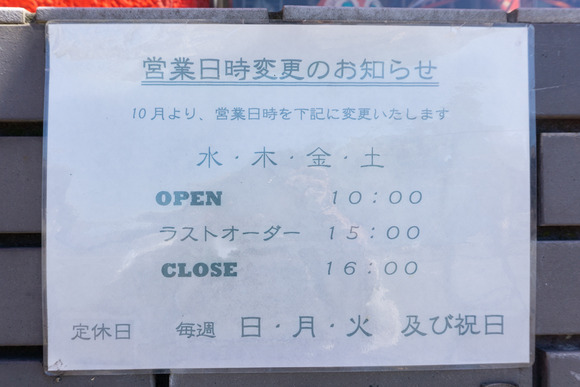 営業日時変更のお知らせ
10月より、営業日時を下記に変更いたします
水・木・金・土
OPEN 10:00
ラストオーダー 15:00
CLOSE 16:00
定休日 毎週 日・月・火 及び祝日